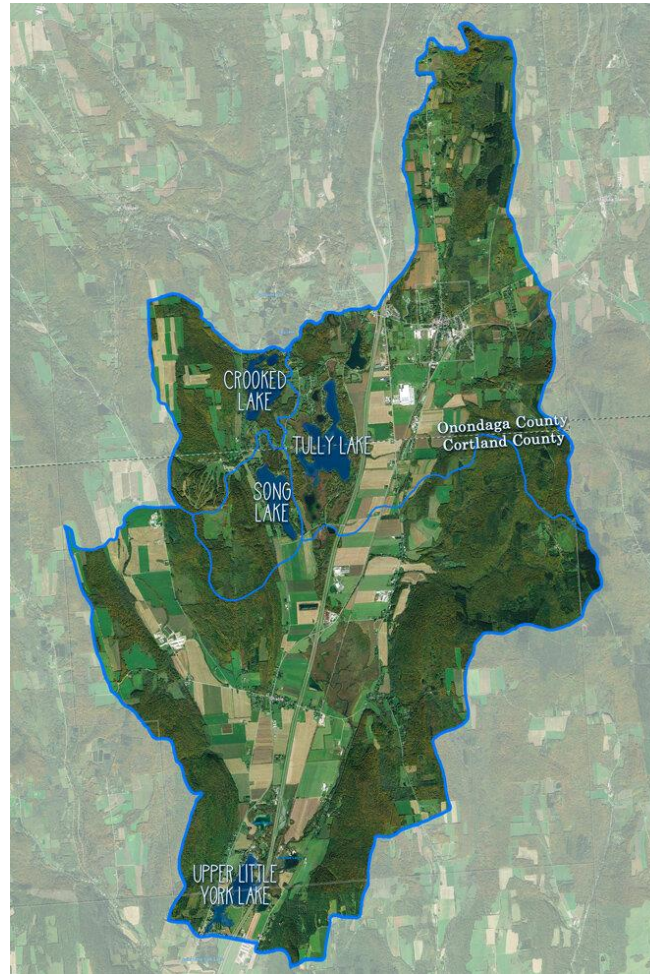 CROOKED
LAKE
TULLY LAKE
Onondaga County
Cortland County
SONG
LAKE
UPPER LITTLE
YORK LAKE